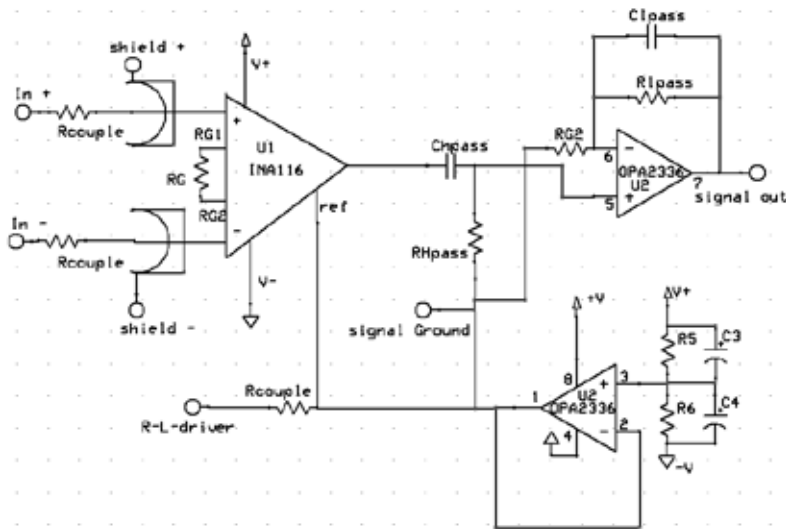 Clpass
shield +
V+
Rlpass
In +
Rcouple
RG1
U1
INA116
RG
RG2
Chpass
RG2
6
OPA2336
U2
7
5
signal out
ref
In -
Rcouple
RHpass
V-
shield -
signal Ground
+V
V+
R5
C3
8
3
1
U2
OPA2336
R6
C4
4
2
-V
Rcouple
R-L-driver